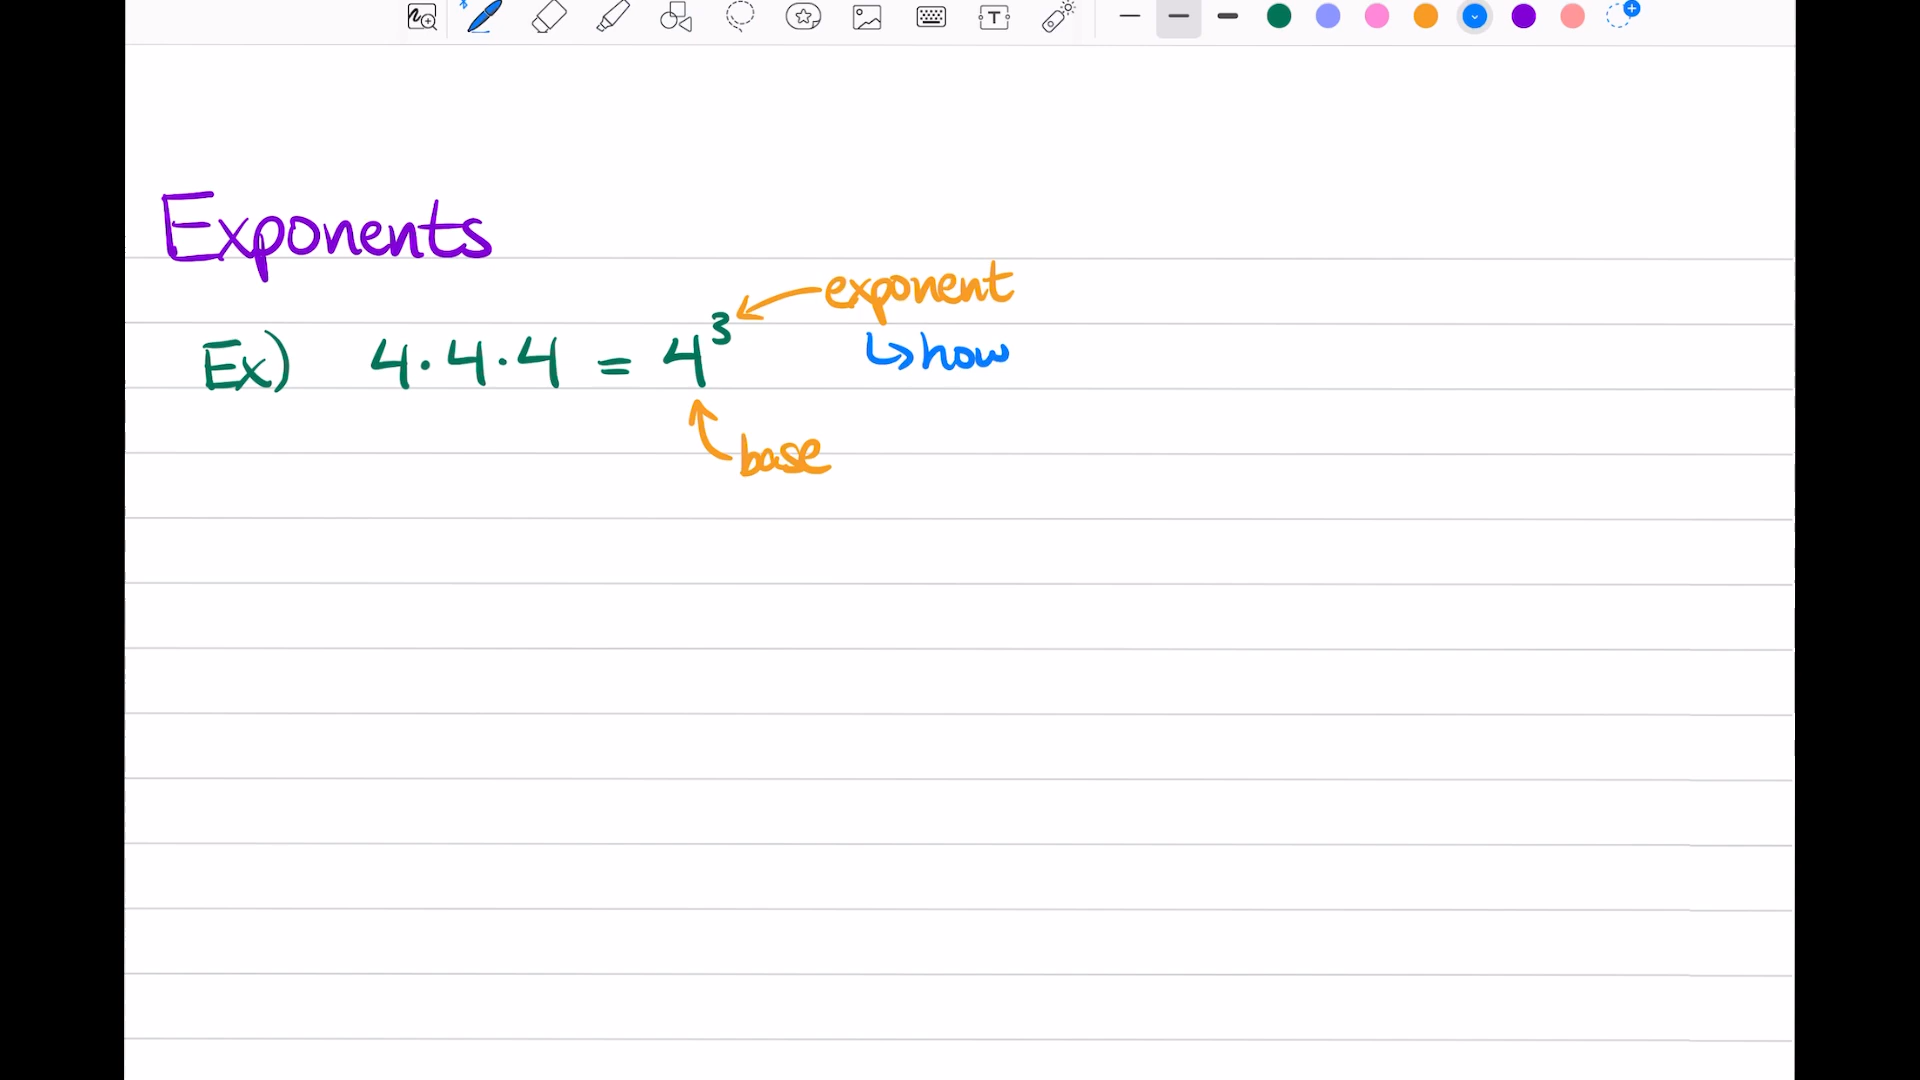 Exponents
exponent
Ex) 4·4·4 = 4³
↳how
base